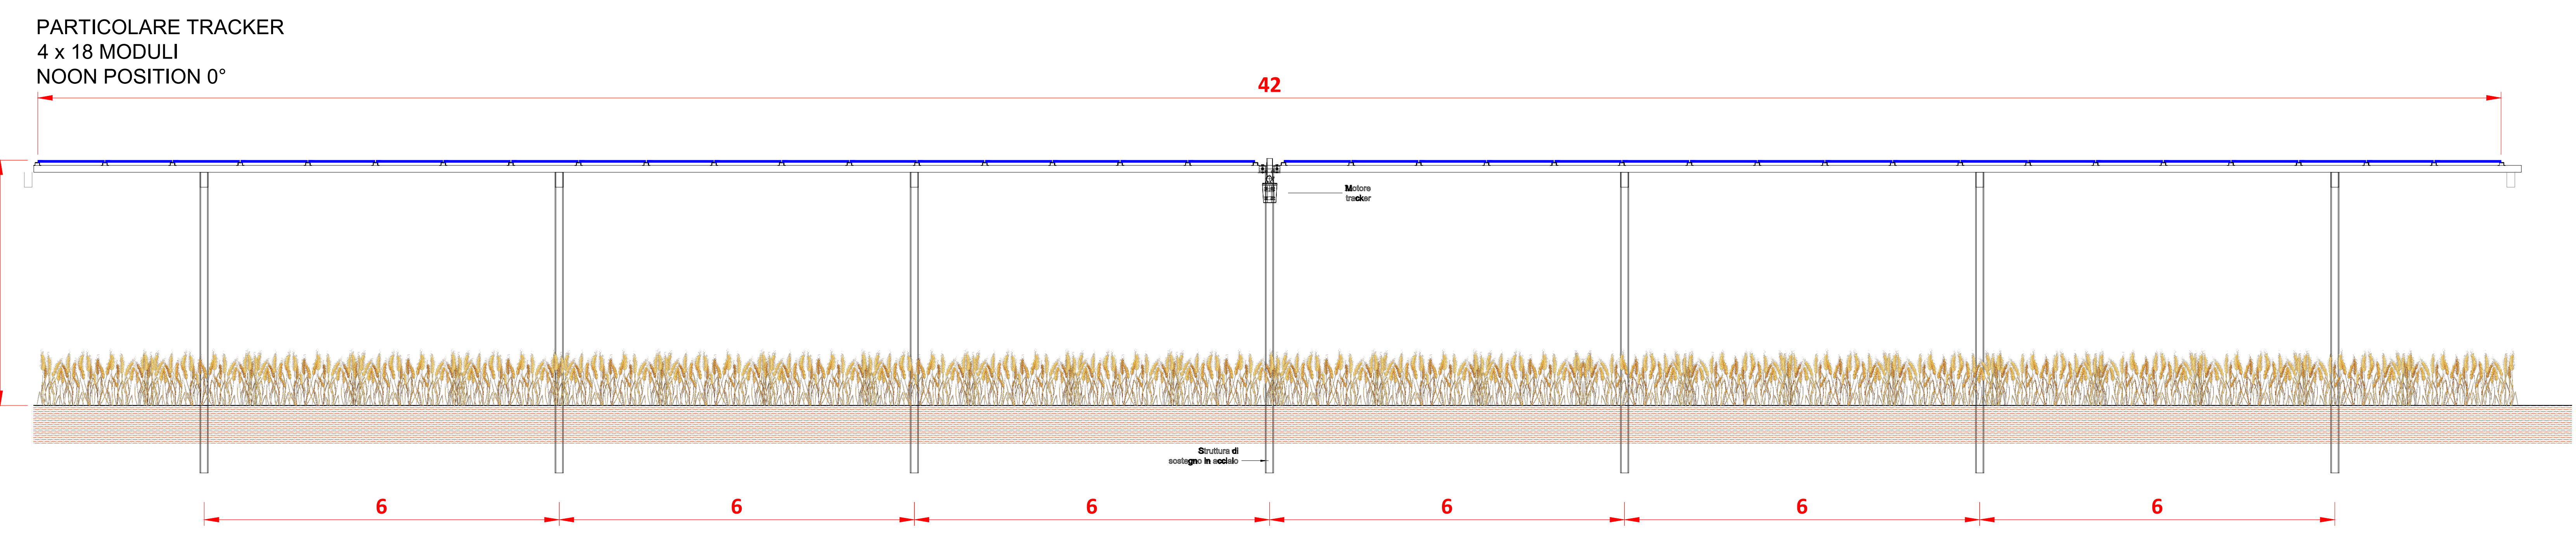 PARTICOLARE TRACKER
4 x 18 MODULI
NOON POSITION 0°
42
Motore
tracker
Struttura di
sostegno in acciaio
6 6 6 6 6 6